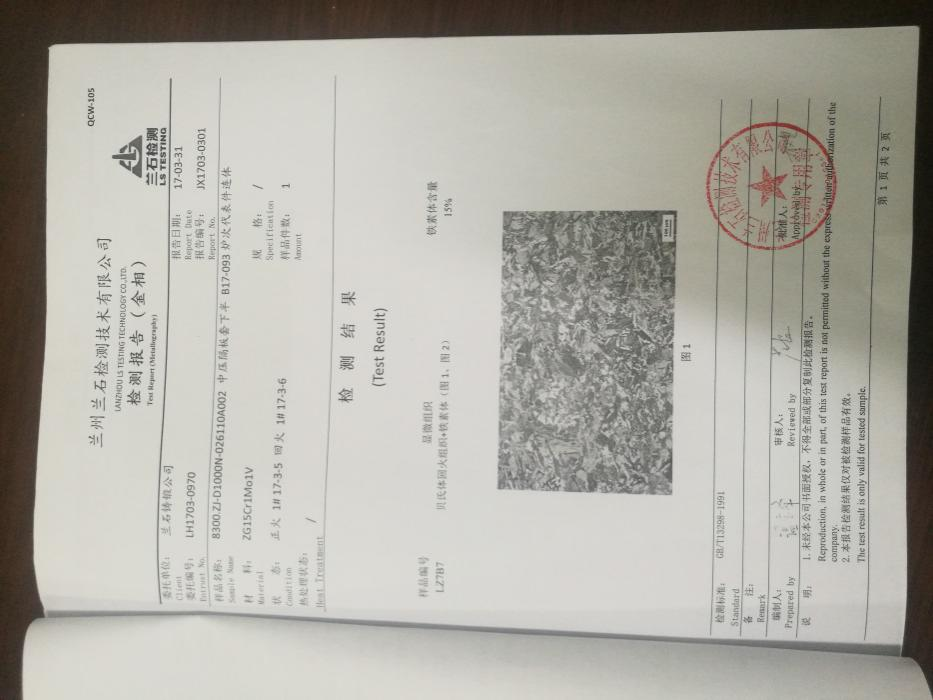 QCW-105
兰州兰石检测技术有限公司
LANZHOU LS TESTING TECHNOLOGY CO.,LTD.
兰石检测
LS TESTING
检测报告（金相）
Test Report (Metallography)
委托单位： 兰石铸锻公司 报告日期： 17-03-31
Client Report Date
委托编号： LH1703-0970 报告编号： JX1703-0301
Entrust No. Report No.
样品名称： 8300.ZJ-D1000N-026110A002 中压隔板套下半 B17-093 炉次代表件连体
Sample Name
材 料： ZG15Cr1Mo1V 规 格： /
Material Specification
状 态： 正火 1# 17-3-5 回火 1# 17-3-6 样品件数： 1
Condition Amount
热处理状态： /
Heat Treatment
检 测 结 果
(Test Result)
样品编号 显微组织 铁素体含量
LZ7B7 贝氏体回火组织+铁素体（图 1、图 2） 15%
图 1
检测标准： GB/T13298-1991
Standard
备 注：
Remark
编制人： 审核人： 批准人：
Prepared by Reviewed by Approved by
说 明： 1. 未经本公司书面授权，不得全部或部分复制此检测报告。
Reproduction, in whole or in part, of this test report is not permitted without the express written authorization of the
company.
2. 本报告检测结果仅对被检测样品有效。
The test result is only valid for tested sample.
第 1 页 共 2 页